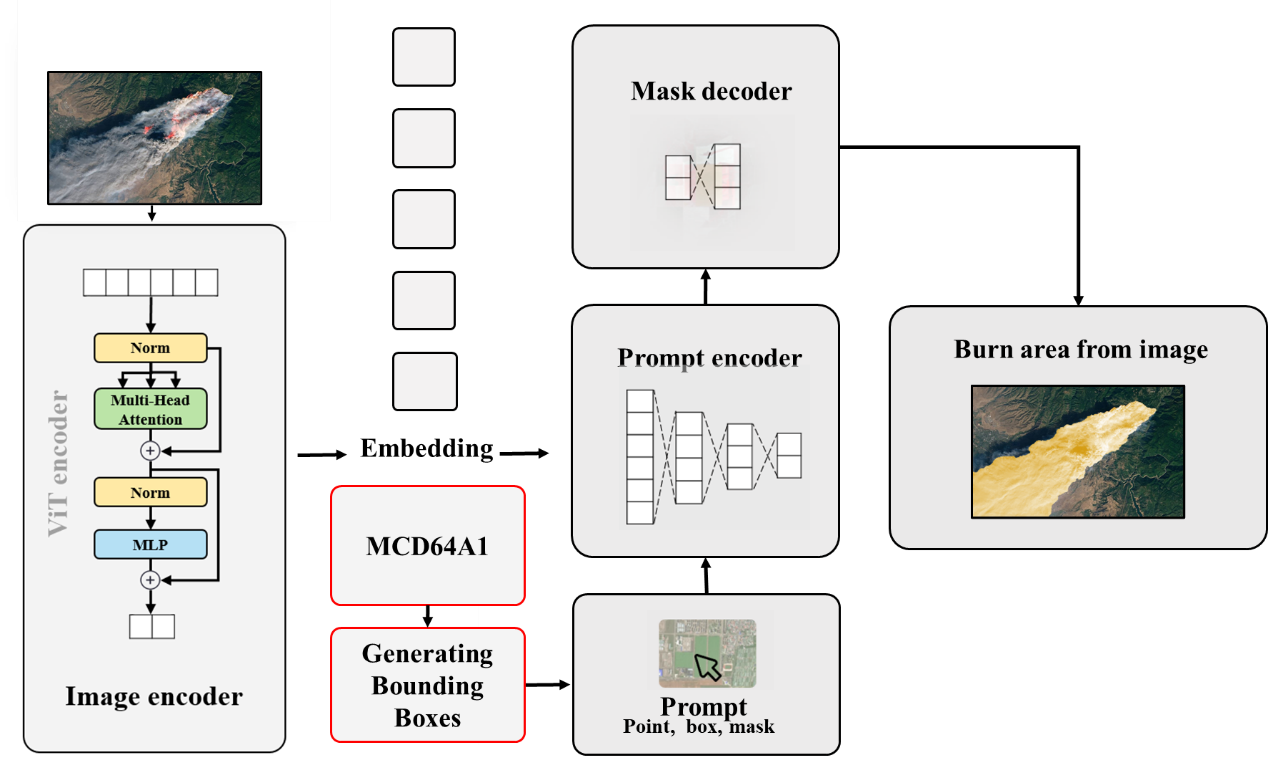 ViT encoder
Norm
Multi-Head
Attention
Norm
MLP
Image encoder
Embedding
MCD64A1
Generating
Bounding
Boxes
Mask decoder
Prompt encoder
Prompt
Point, box, mask
Burn area from image